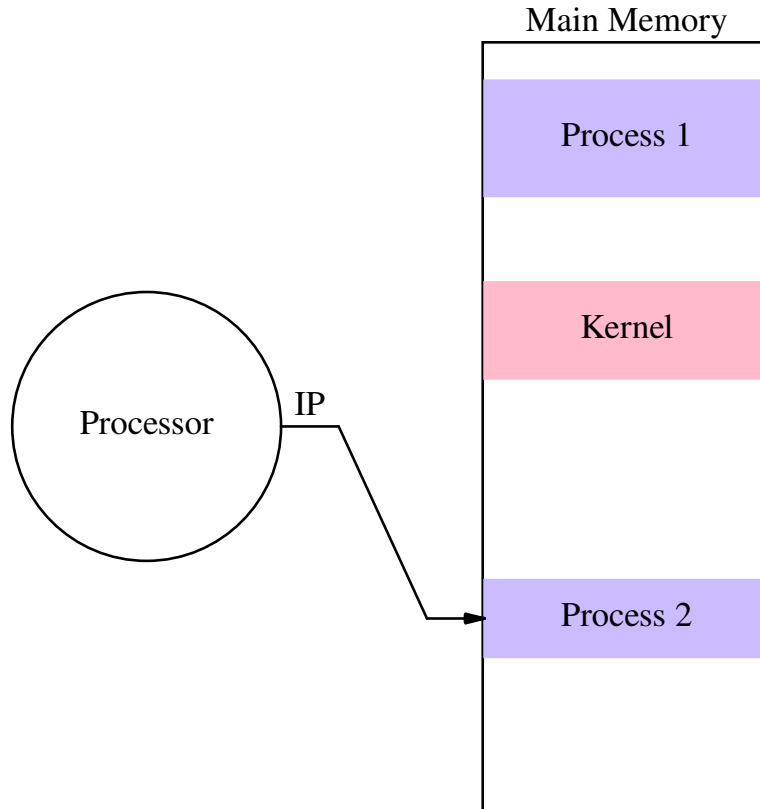 Main Memory
Process 1
Kernel
IP
Processor
Process 2